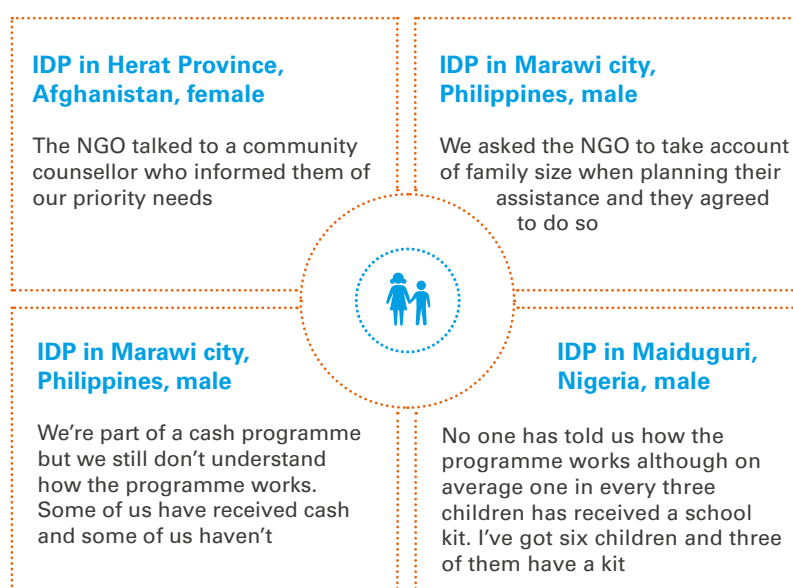 IDP in Herat Province,
Afghanistan, female
The NGO talked to a community
counsellor who informed them of
our priority needs
IDP in Marawi city,
Philippines, male
We asked the NGO to take account
of family size when planning their
assistance and they agreed
to do so
IDP in Marawi city,
Philippines, male
We’re part of a cash programme
but we still don’t understand
how the programme works.
Some of us have received cash
and some of us haven’t
IDP in Maiduguri,
Nigeria, male
No one has told us how the
programme works although on
average one in every three
children has received a school
kit. I’ve got six children and three
of them have a kit